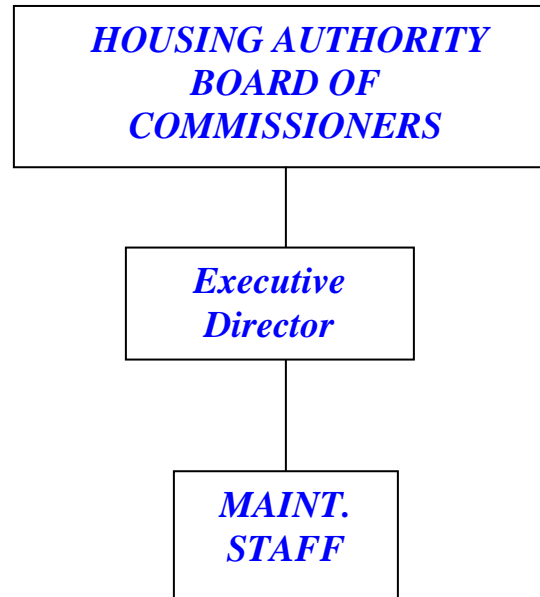 HOUSING AUTHORITY
BOARD OF
COMMISSIONERS
Executive
Director
MAINT.
STAFF